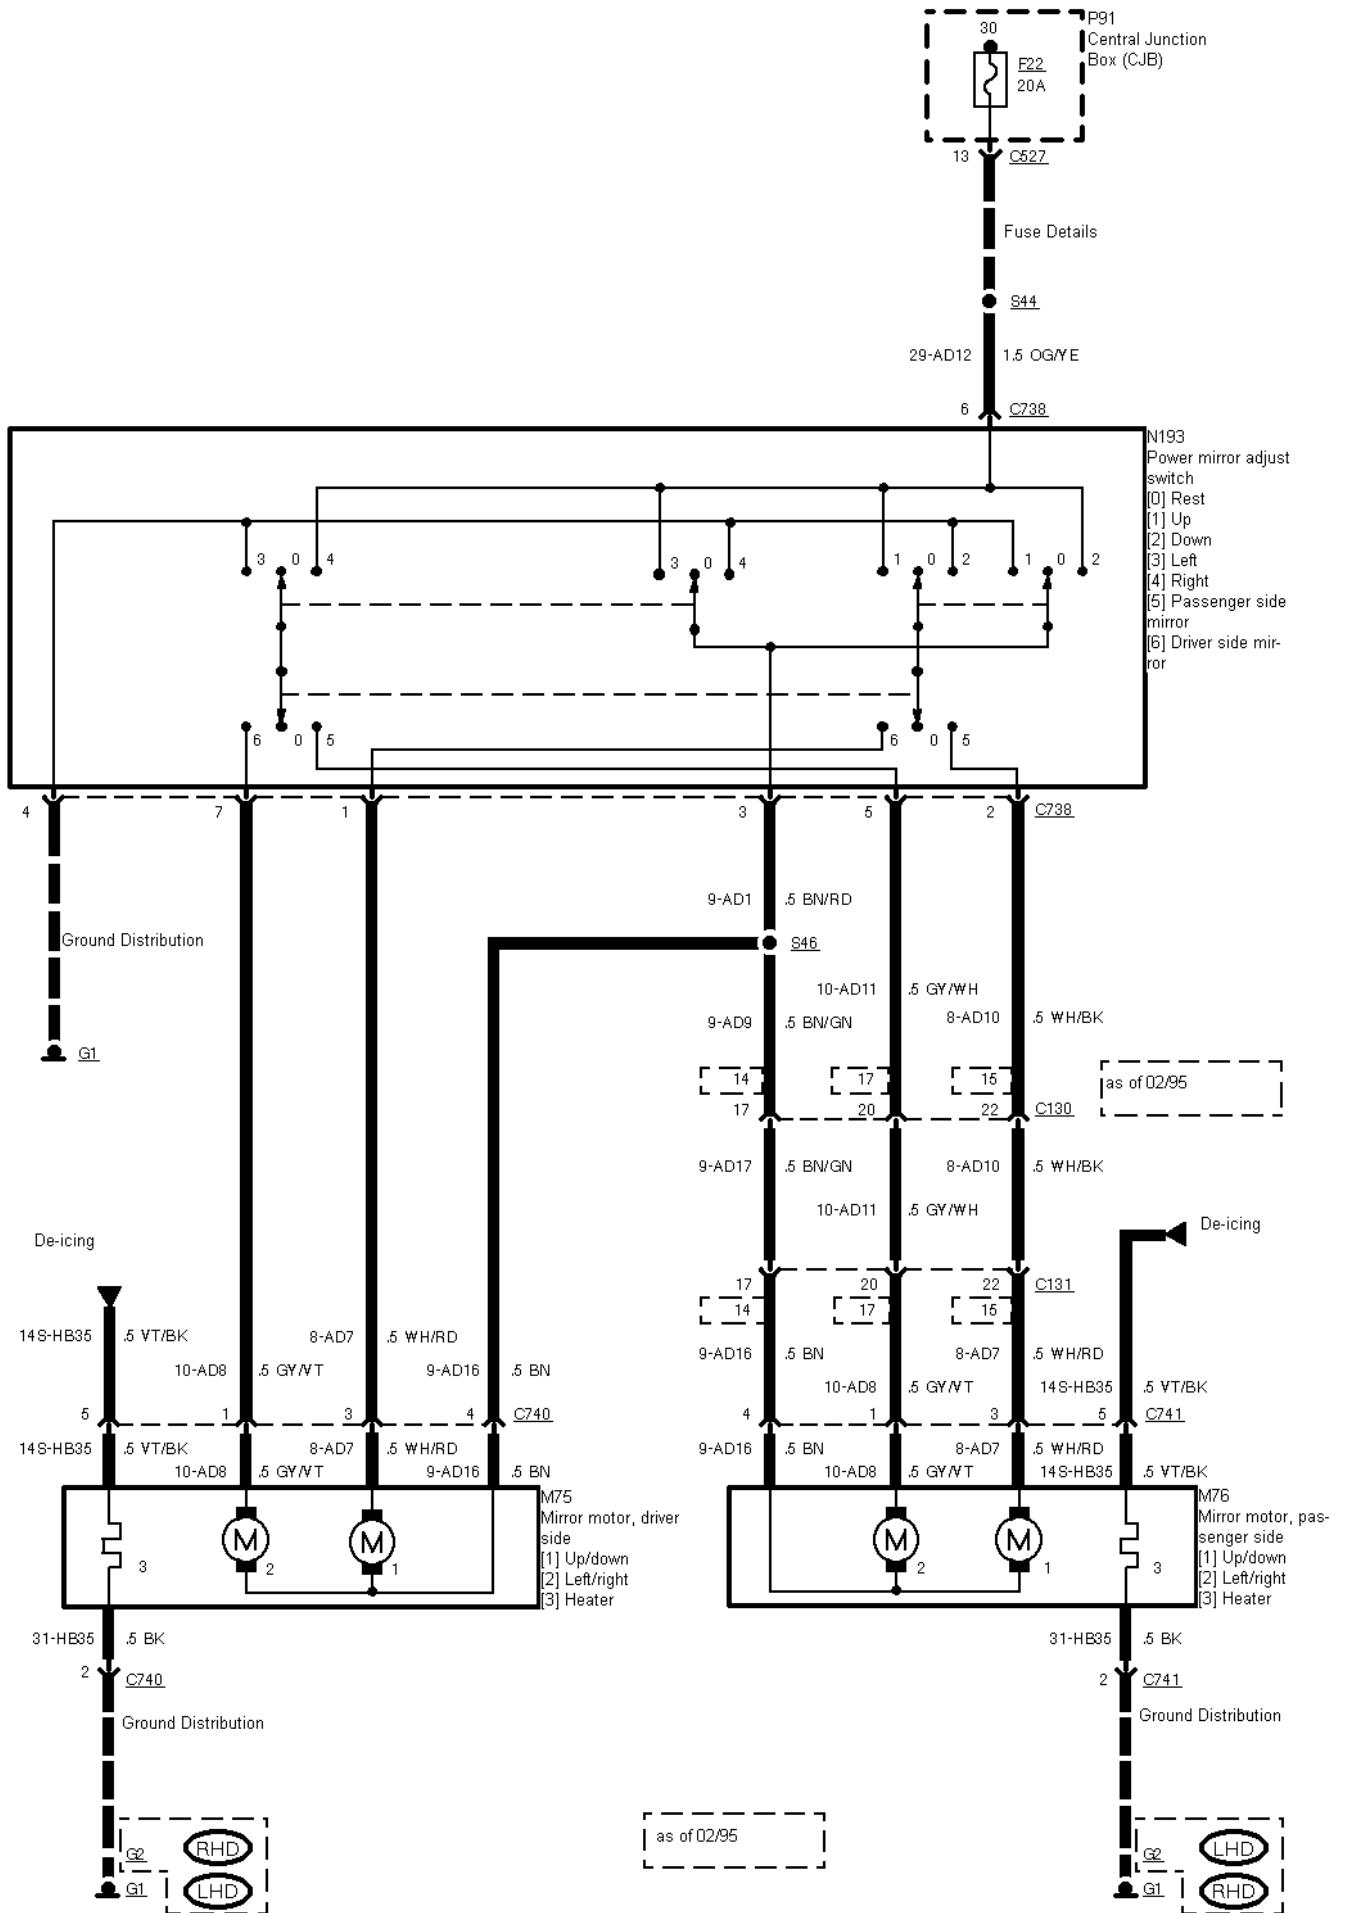 P91
Central Junction
Box (CJB)
30
F22
20A
13 C527
Fuse Details
S44
29-AD12 1.5 OG/YE
6 C738
N193
Power mirror adjust
switch
[0] Rest
[1] Up
[2] Down
[3] Left
[4] Right
[5] Passenger side
mirror
[6] Driver side mir-
ror
3 0 4 3 0 4 1 0 2 1 0 2
6 0 5 6 0 5
4 7 1 3 5 2 C738
9-AD1 .5 BN/RD
Ground Distribution
S46
10-AD11 .5 GY/WH
9-AD9 .5 BN/GN
8-AD10 .5 WH/BK
G1
14 17 15
as of 02/95
17 20 22 C130
9-AD17 .5 BN/GN
8-AD10 .5 WH/BK
10-AD11 .5 GY/WH
De-icing
De-icing
17 20 22 C131
14 17 15
14S-HB35 .5 VT/BK
8-AD7 .5 WH/RD
9-AD16 .5 BN
8-AD7 .5 WH/RD
10-AD8 .5 GY/VT
9-AD16 .5 BN
10-AD8 .5 GY/VT
14S-HB35 .5 VT/BK
5 1 3 4 C740
4 1 3 5 C741
14S-HB35 .5 VT/BK
8-AD7 .5 WH/RD
9-AD16 .5 BN
8-AD7 .5 WH/RD
10-AD8 .5 GY/VT
9-AD16 .5 BN
10-AD8 .5 GY/VT
14S-HB35 .5 VT/BK
M75
Mirror motor, driver
side
[1] Up/down
[2] Left/right
[3] Heater
M M
3 2 1
M76
Mirror motor, pas-
senger side
[1] Up/down
[2] Left/right
[3] Heater
M M
2 1 3
31-HB35 .5 BK
2 C740
Ground Distribution
31-HB35 .5 BK
2 C741
Ground Distribution
G2 RHD
G1 LHD
as of 02/95
G2 LHD
G1 RHD